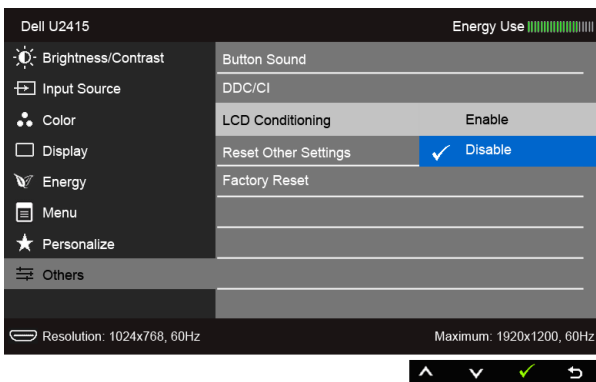 Dell U2415 Energy Use
Brightness/Contrast Button Sound
Input Source DDC/CI
Color LCD Conditioning Enable
Display Reset Other Settings Disable
Energy Factory Reset
Menu
Personalize
Others
Resolution: 1024x768, 60Hz Maximum: 1920x1200, 60Hz